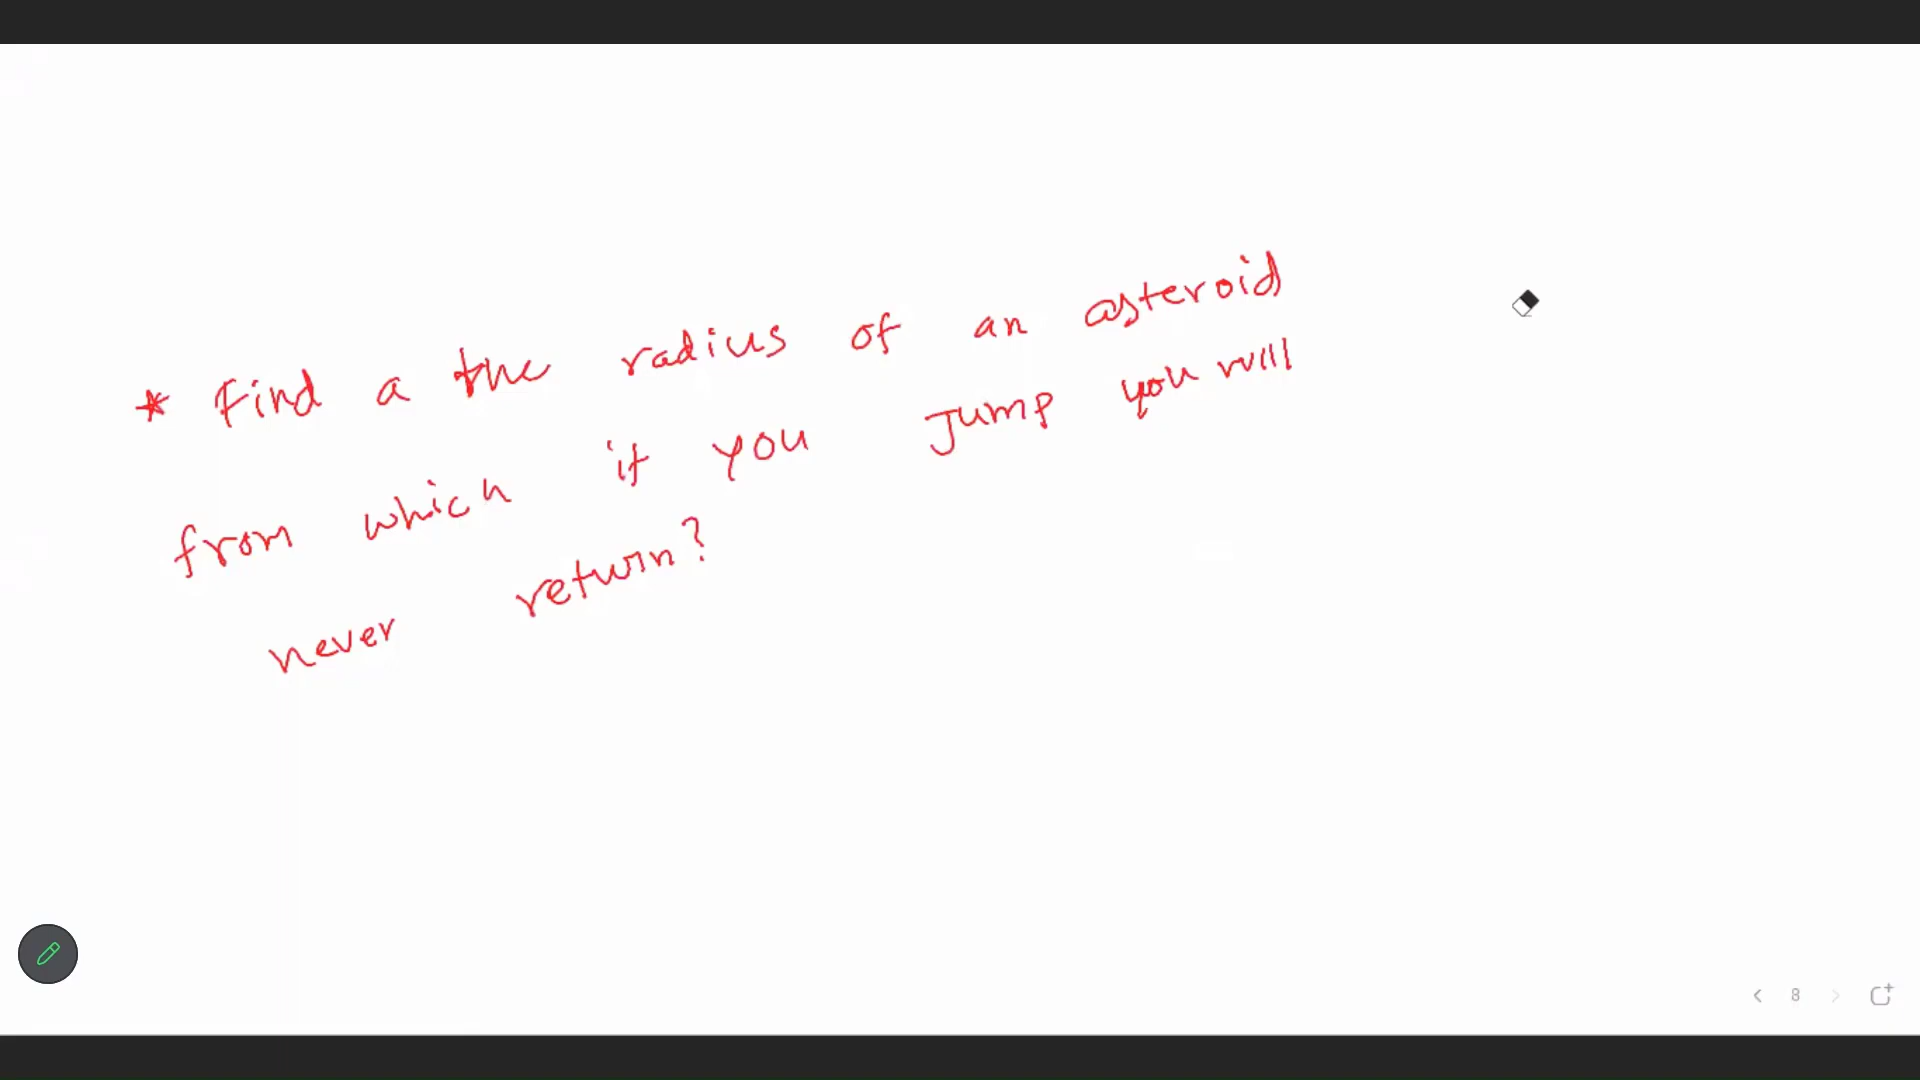 * Find a the radius of an asteroid
from which if you Jump you will
never return?
8